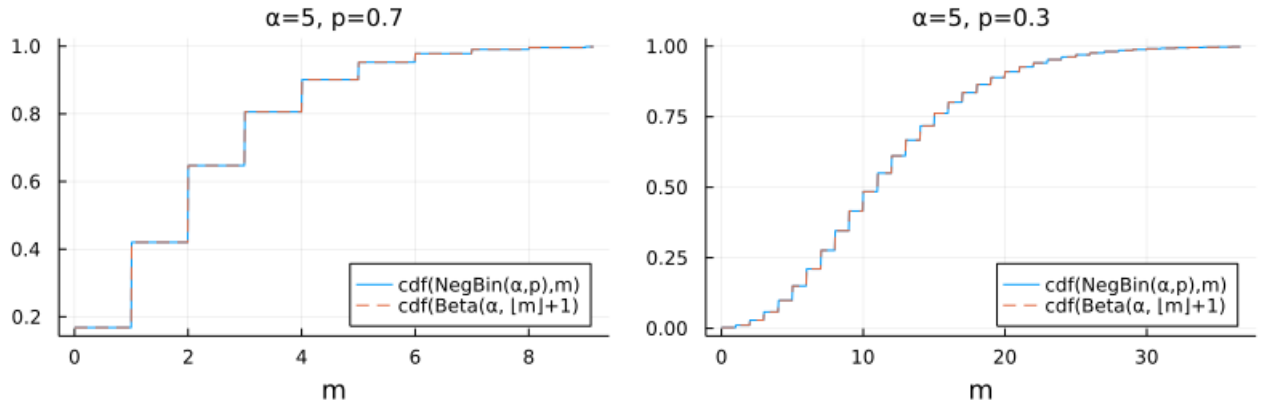 α=5, p=0.7
1.0
0.8
0.6
0.4
0.2
0 2 4 6 8
m
cdf(NegBin(α,p),m)
cdf(Beta(α, ⌊m⌋+1)
α=5, p=0.3
1.00
0.75
0.50
0.25
0.00
0 10 20 30
m
cdf(NegBin(α,p),m)
cdf(Beta(α, ⌊m⌋+1)